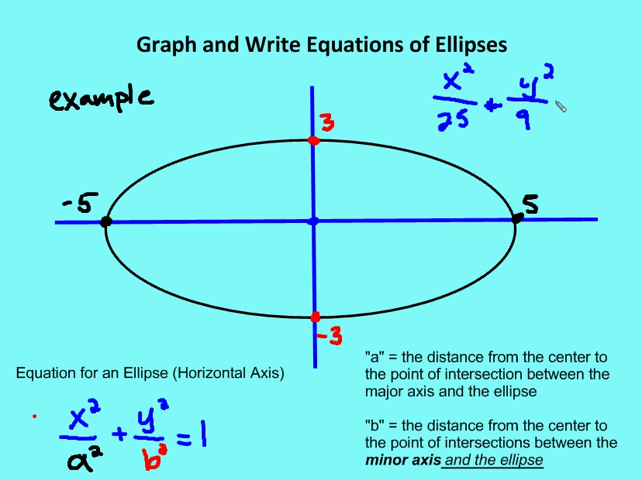 Graph and Write Equations of Ellipses
example
x²/25 + y²/9
3
-5
5
-3
Equation for an Ellipse (Horizontal Axis)
x²/a² + y²/b² = 1
"a" = the distance from the center to
the point of intersection between the
major axis and the ellipse
"b" = the distance from the center to
the point of intersections between the
minor axis and the ellipse